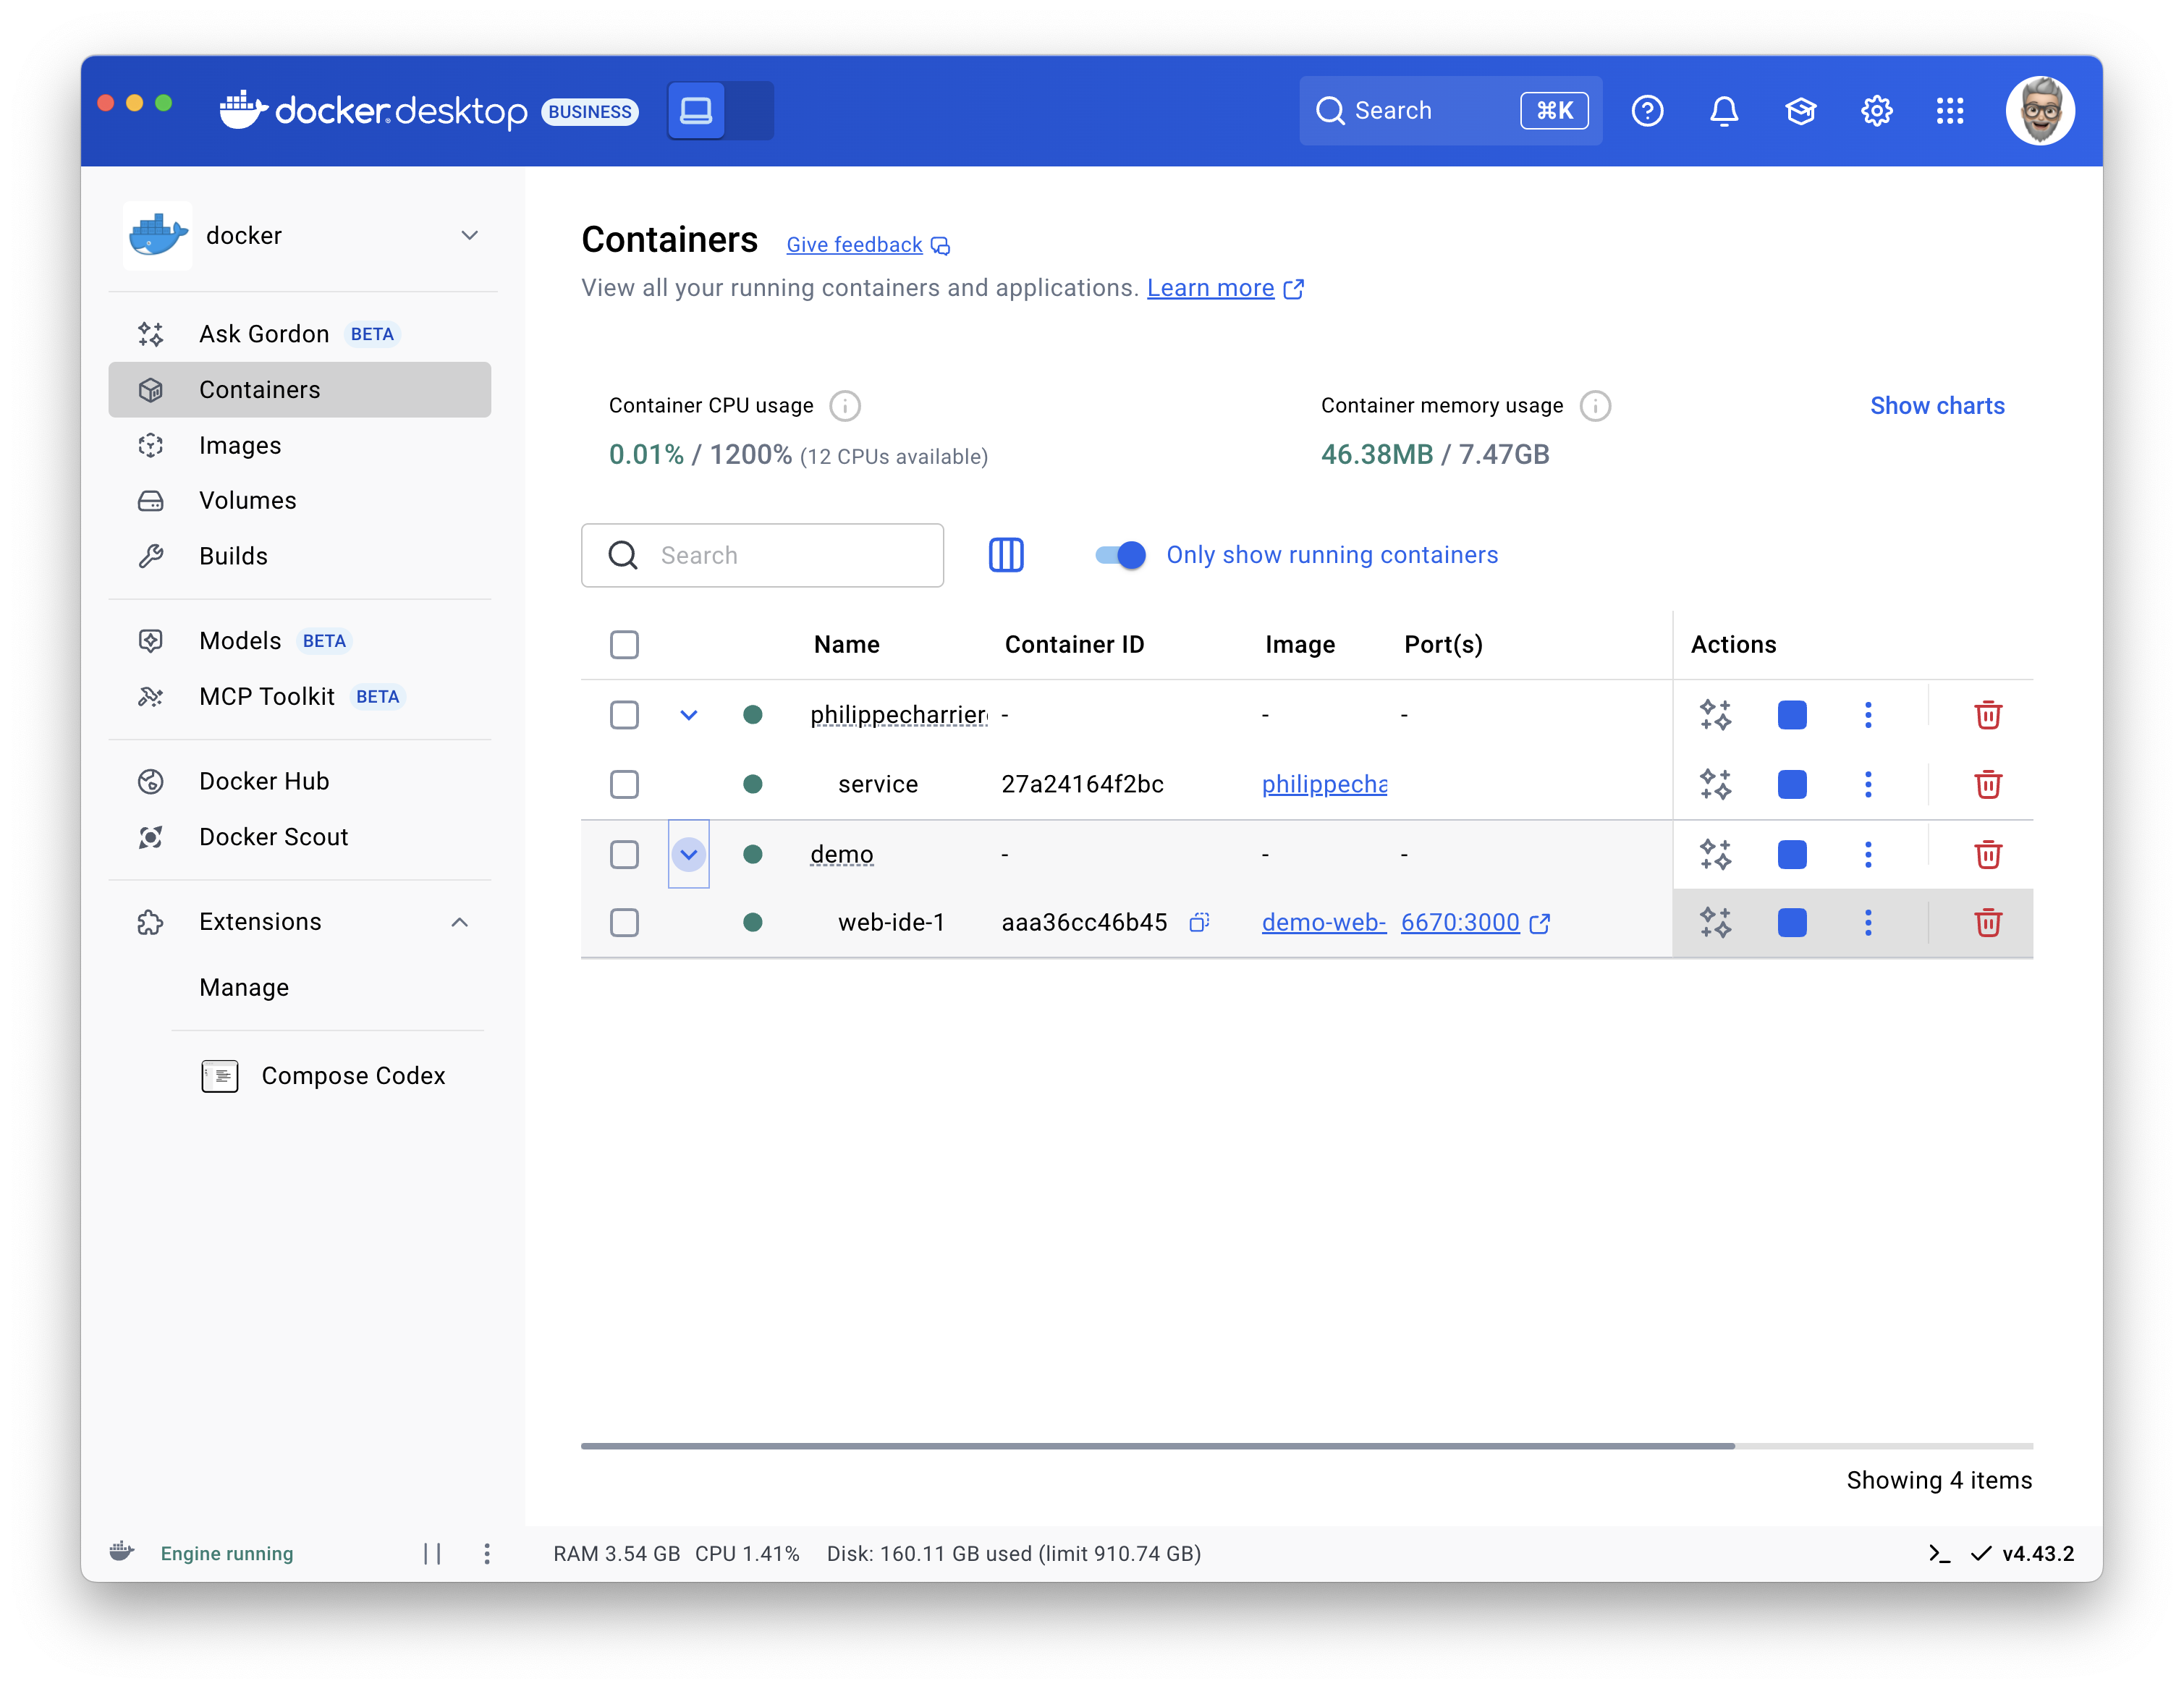 docker desktop BUSINESS
Search ⌘K
docker
Ask Gordon BETA
Containers
Images
Volumes
Builds
Models BETA
MCP Toolkit BETA
Docker Hub
Docker Scout
Extensions
Manage
Compose Codex
Containers Give feedback
View all your running containers and applications. Learn more
Container CPU usage
0.01% / 1200% (12 CPUs available)
Container memory usage
46.38MB / 7.47GB
Show charts
Search
Only show running containers
Name Container ID Image Port(s) Actions
philippecharrier - - -
service 27a24164f2bc philippecha
demo - - -
web-ide-1 aaa36cc46b45 demo-web- 6670:3000
Showing 4 items
Engine running
RAM 3.54 GB CPU 1.41% Disk: 160.11 GB used (limit 910.74 GB)
v4.43.2